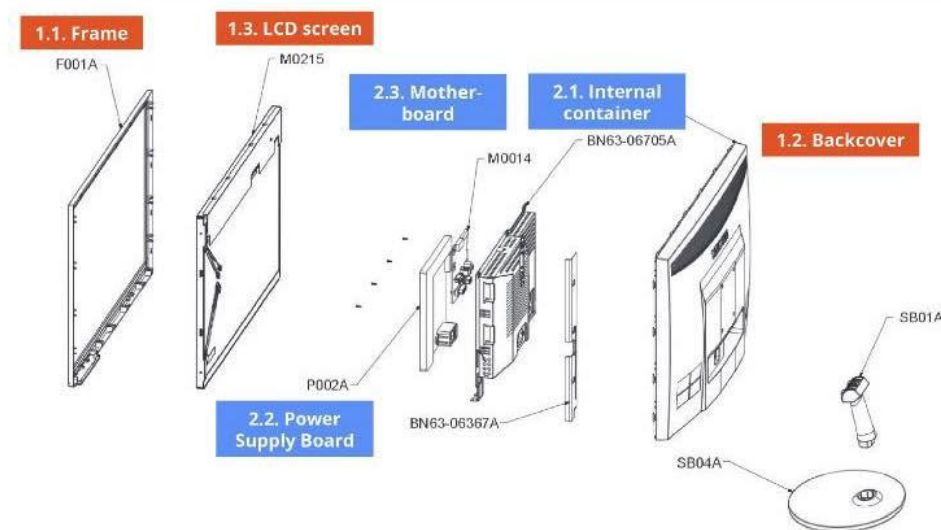 1.1. Frame
F001A
1.3. LCD screen
M0215
2.3. Mother-
board
M0014
2.1. Internal
container
BN63-06705A
1.2. Backcover
P002A
2.2. Power
Supply Board
BN63-06367A
SB01A
SB04A